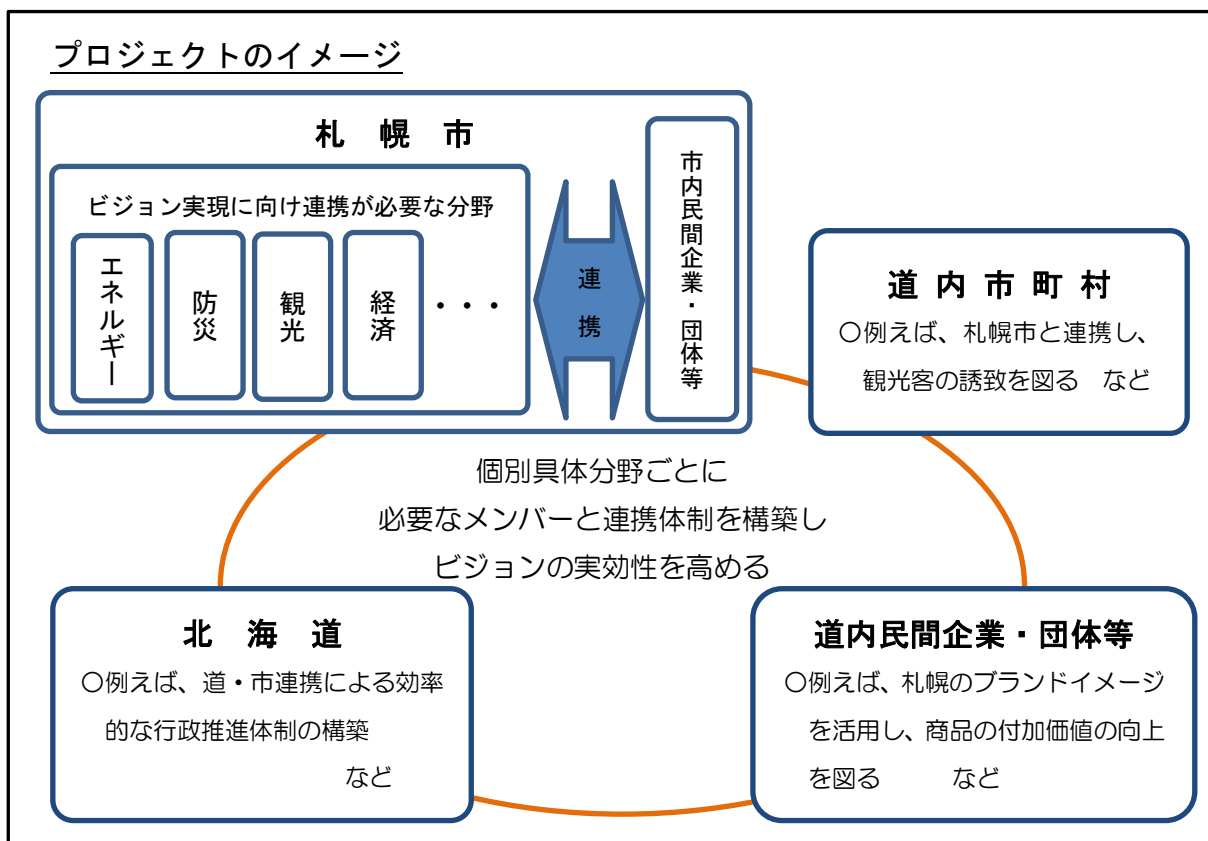 プロジェクトのイメージ
札 幌 市
ビジョン実現に向け連携が必要な分野
エネルギー
防災
観光
経済
・・・
連携
市内民間企業・団体等
道 内 市 町 村
○例えば、札幌市と連携し、
観光客の誘致を図る など
個別具体分野ごとに
必要なメンバーと連携体制を構築し
ビジョンの実効性を高める
北 海 道
○例えば、道・市連携による効率
的な行政推進体制の構築
など
道内民間企業・団体等
○例えば、札幌のブランドイメージ
を活用し、商品の付加価値の向上
を図る など